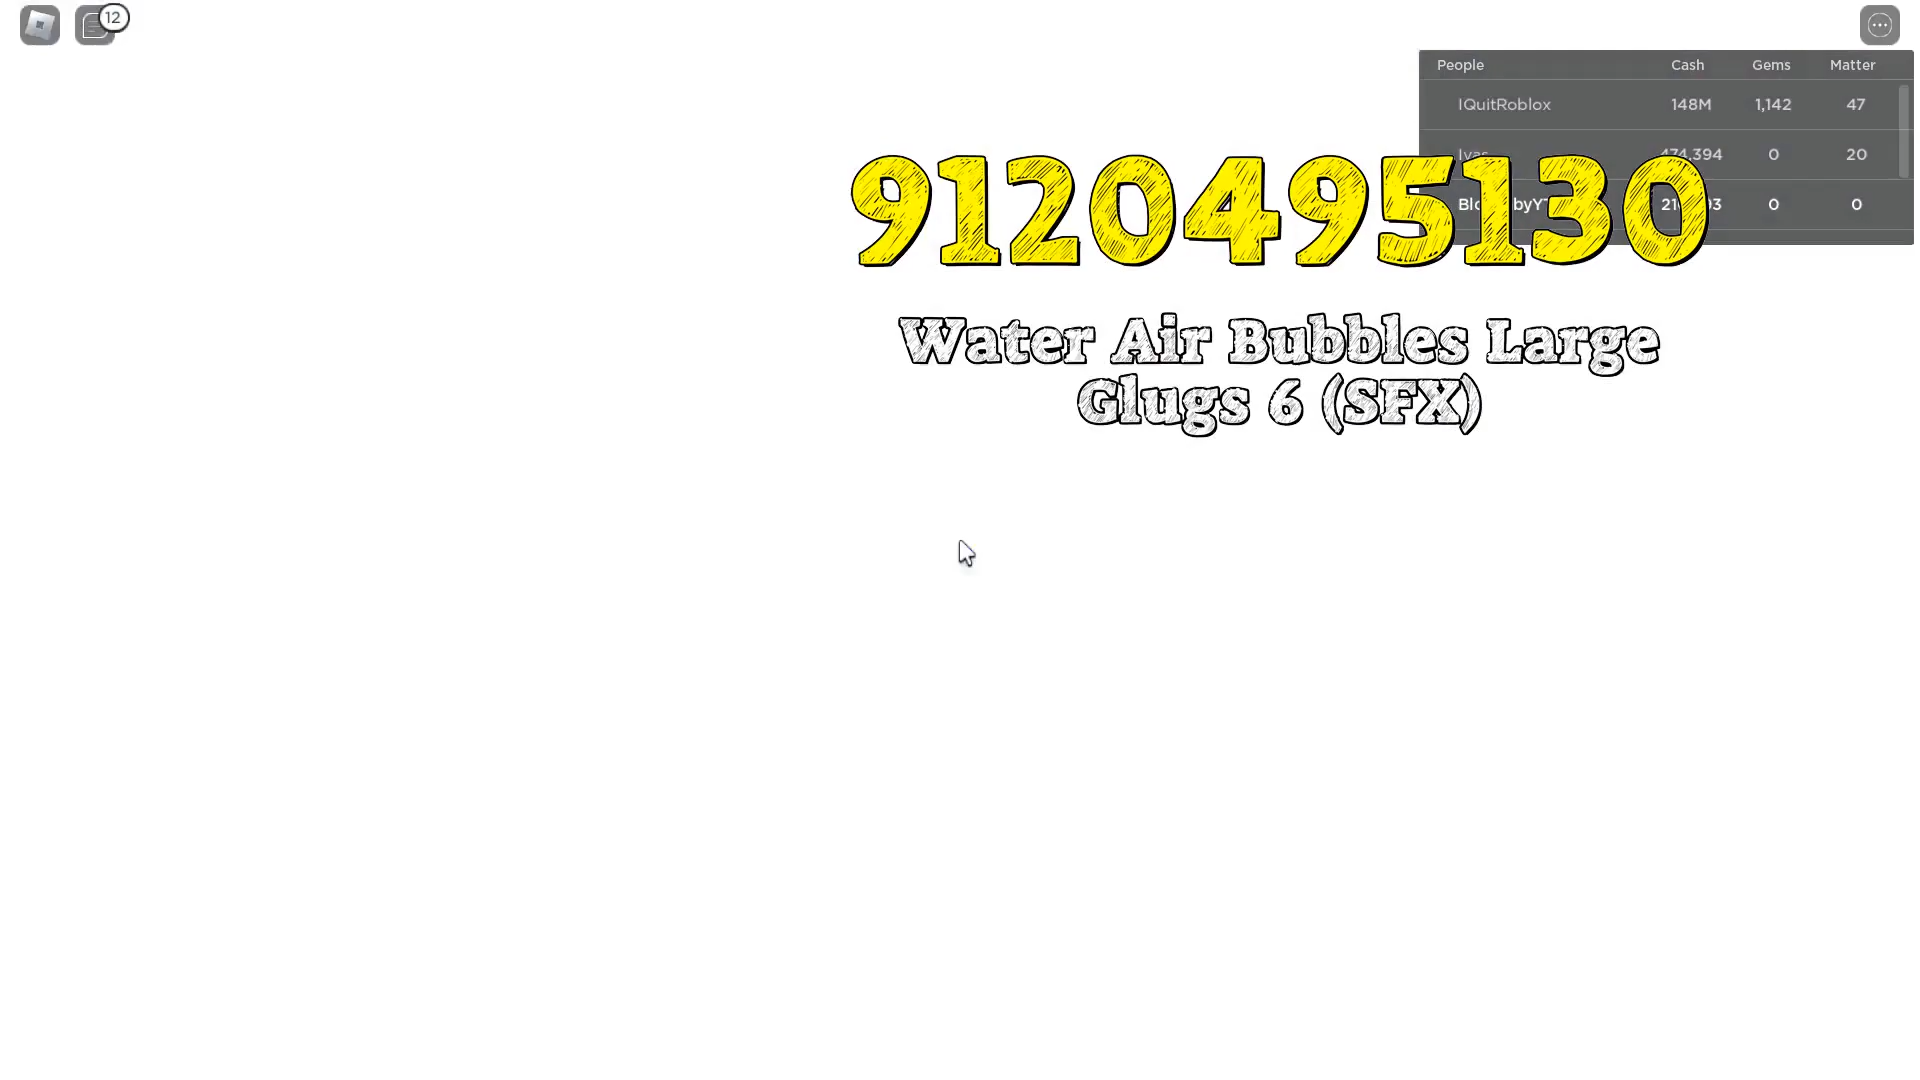 12
People Cash Gems Matter
IQuitRoblox 148M 1,142 47
0 20
0 0
9120495130
Water Air Bubbles Large
Glugs 6 (SFX)